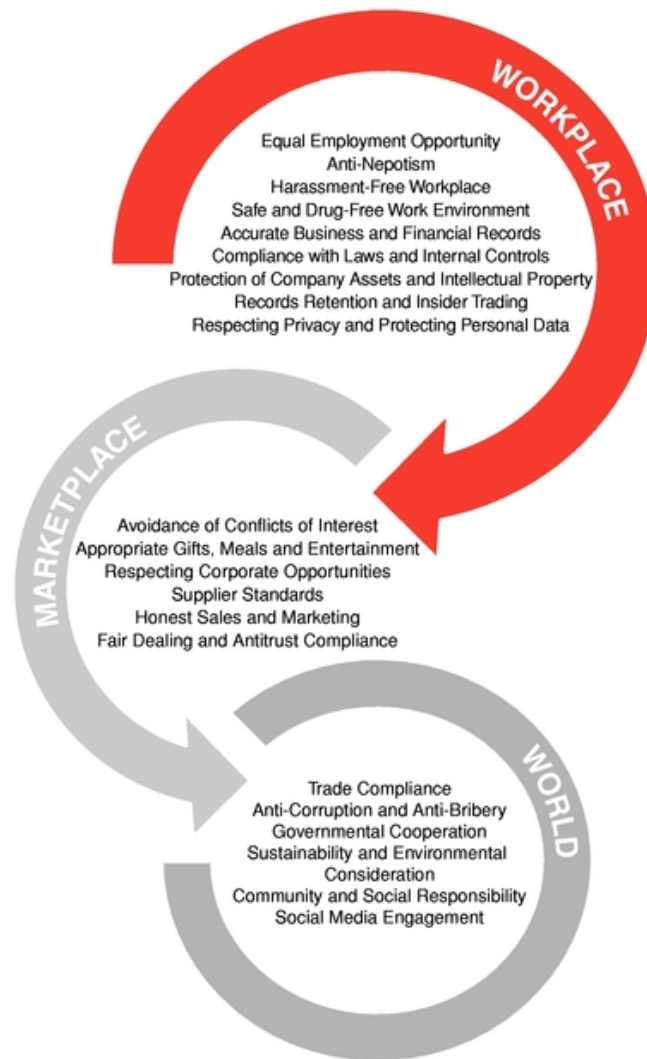 WORKPLACE
Equal Employment Opportunity
Anti-Nepotism
Harassment-Free Workplace
Safe and Drug-Free Work Environment
Accurate Business and Financial Records
Compliance with Laws and Internal Controls
Protection of Company Assets and Intellectual Property
Records Retention and Insider Trading
Respecting Privacy and Protecting Personal Data
MARKETPLACE
Avoidance of Conflicts of Interest
Appropriate Gifts, Meals and Entertainment
Respecting Corporate Opportunities
Supplier Standards
Honest Sales and Marketing
Fair Dealing and Antitrust Compliance
WORLD
Trade Compliance
Anti-Corruption and Anti-Bribery
Governmental Cooperation
Sustainability and Environmental
Consideration
Community and Social Responsibility
Social Media Engagement